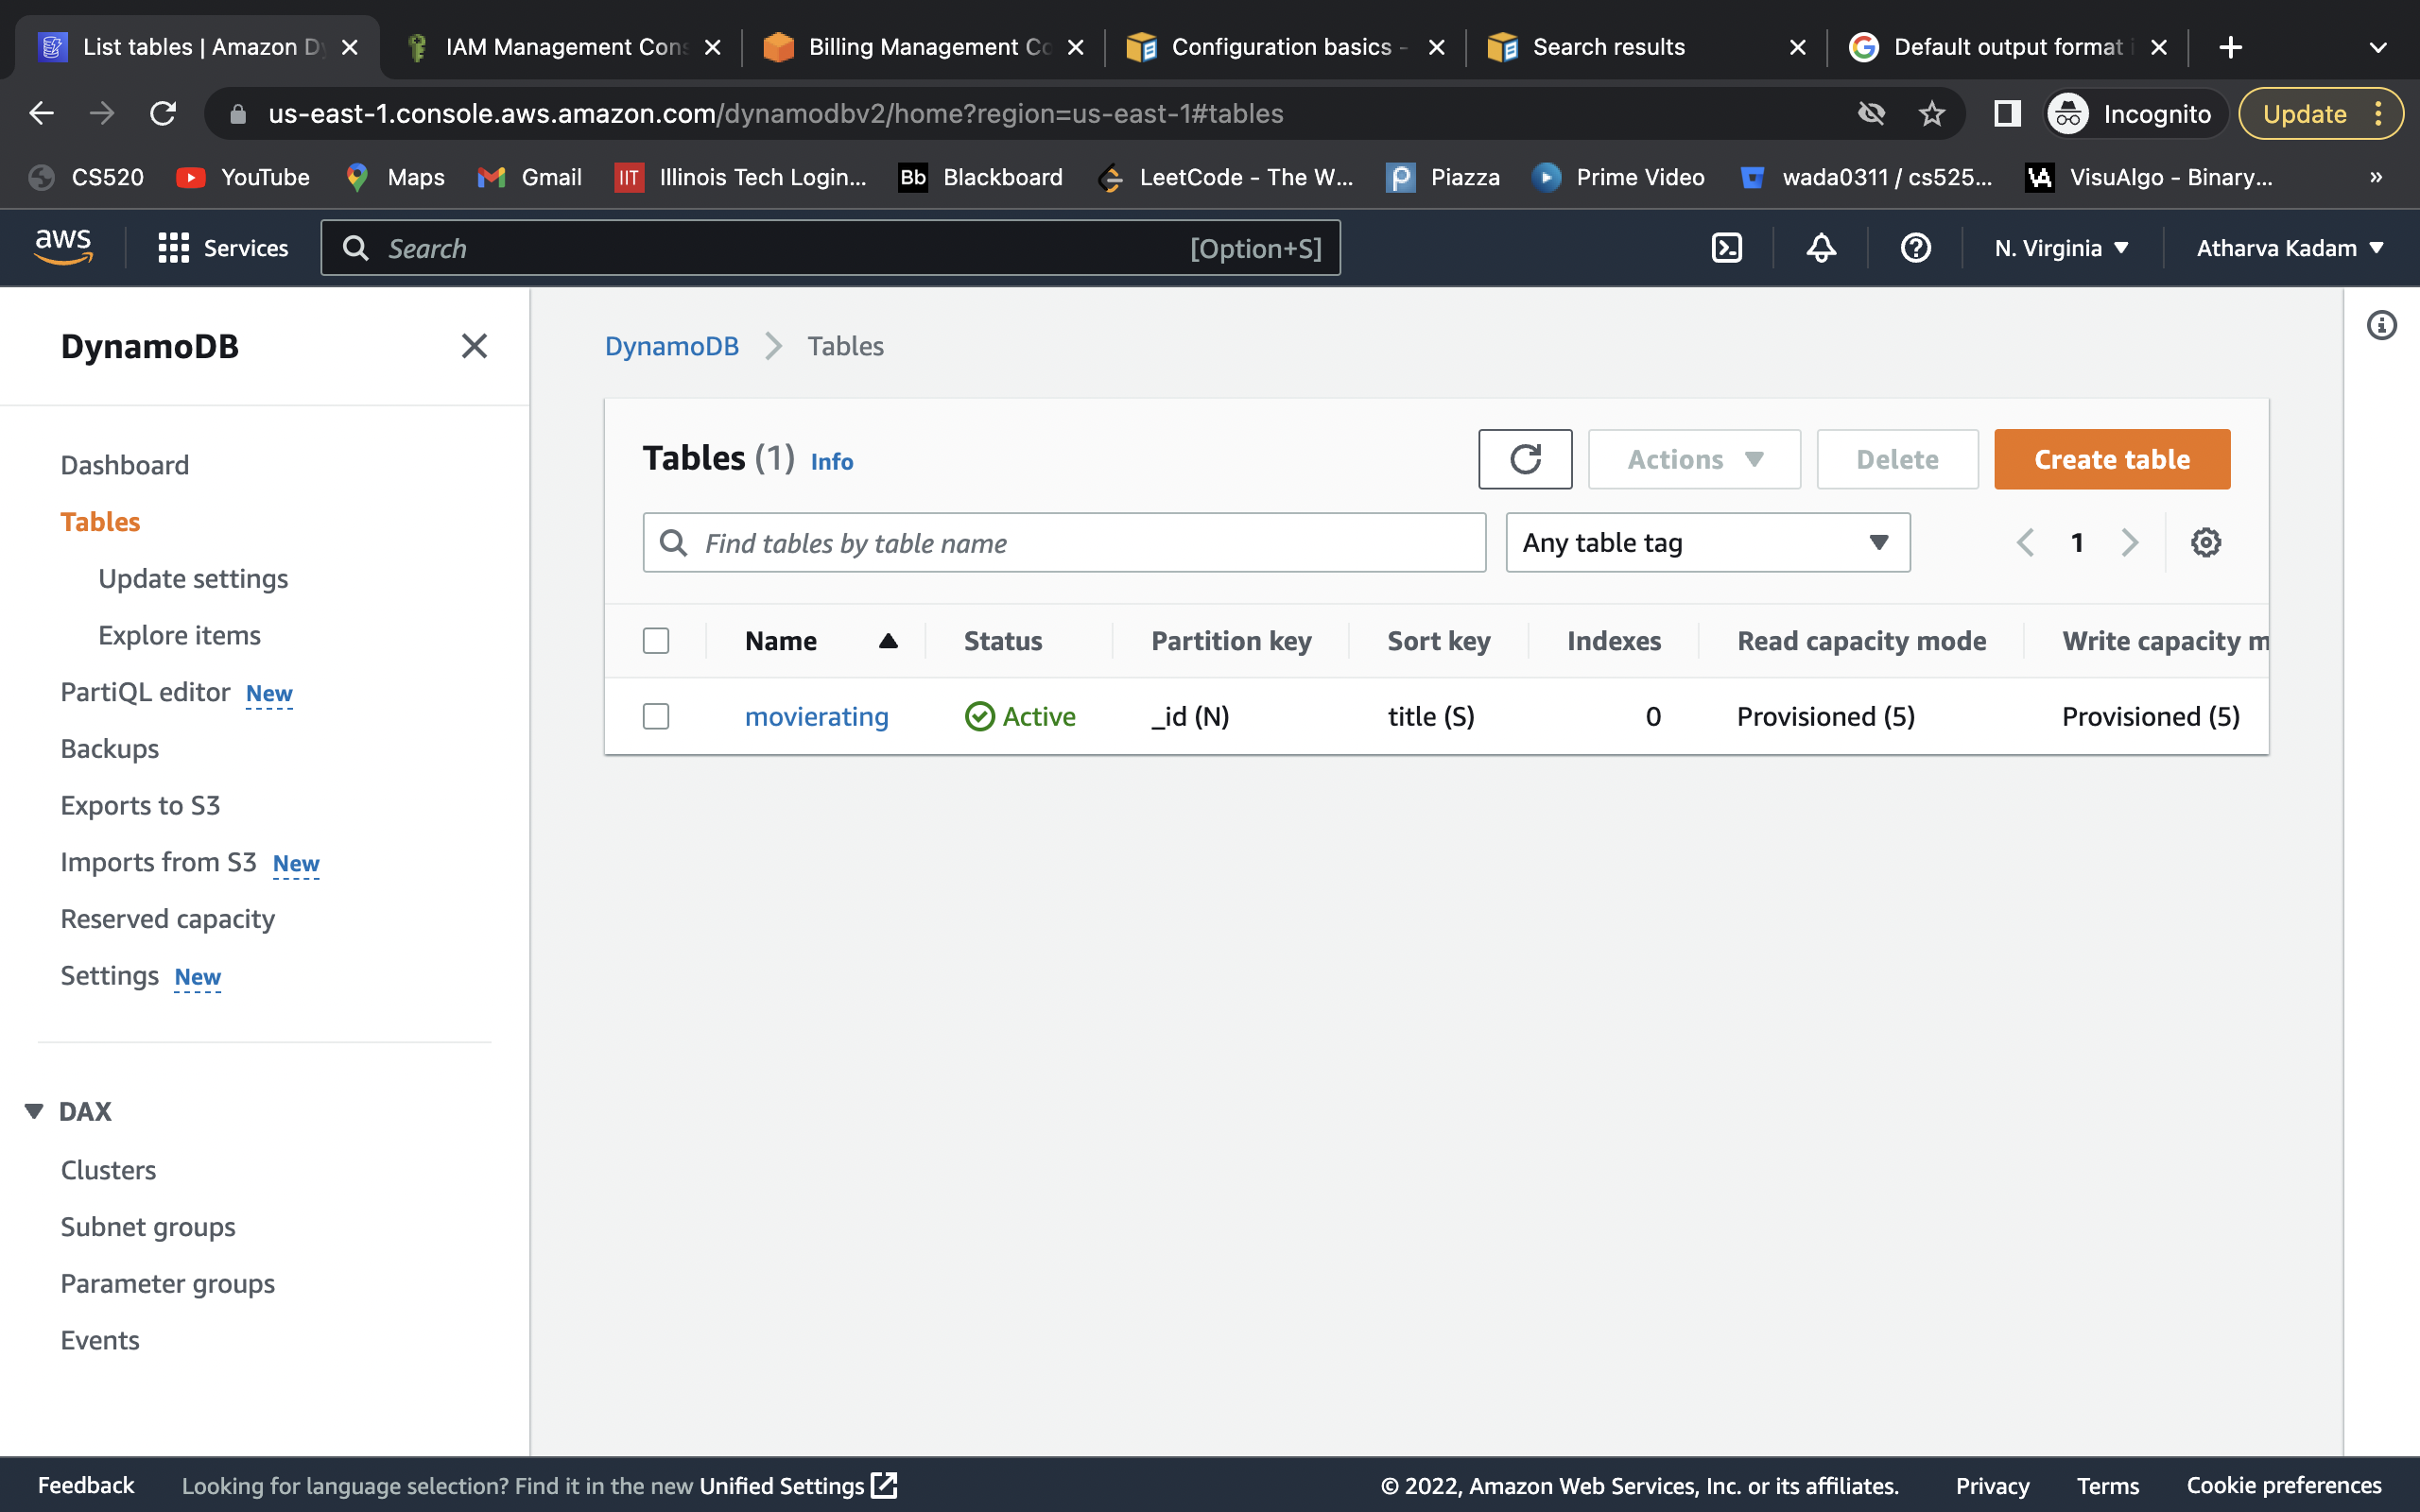 List tables | Amazon Dy
IAM Management Cons
Billing Management Co
Configuration basics -
Search results
Default output format i
us-east-1.console.aws.amazon.com/dynamodbv2/home?region=us-east-1#tables
Incognito
Update
CS520
YouTube
Maps
Gmail
IIT Illinois Tech Login...
Bb Blackboard
LeetCode - The W...
Piazza
Prime Video
wada0311 / cs525...
VisuAlgo - Binary...
»
aws
Services
Search
[Option+S]
N. Virginia
Atharva Kadam
DynamoDB
Dashboard
Tables
Update settings
Explore items
PartiQL editor New
Backups
Exports to S3
Imports from S3 New
Reserved capacity
Settings New
DAX
Clusters
Subnet groups
Parameter groups
Events
DynamoDB > Tables
Tables (1) Info
Actions
Delete
Create table
Find tables by table name
Any table tag
1
Name Status Partition key Sort key Indexes Read capacity mode Write capacity m
movierating Active _id (N) title (S) 0 Provisioned (5) Provisioned (5)
Feedback
Looking for language selection? Find it in the new Unified Settings
© 2022, Amazon Web Services, Inc. or its affiliates.
Privacy
Terms
Cookie preferences